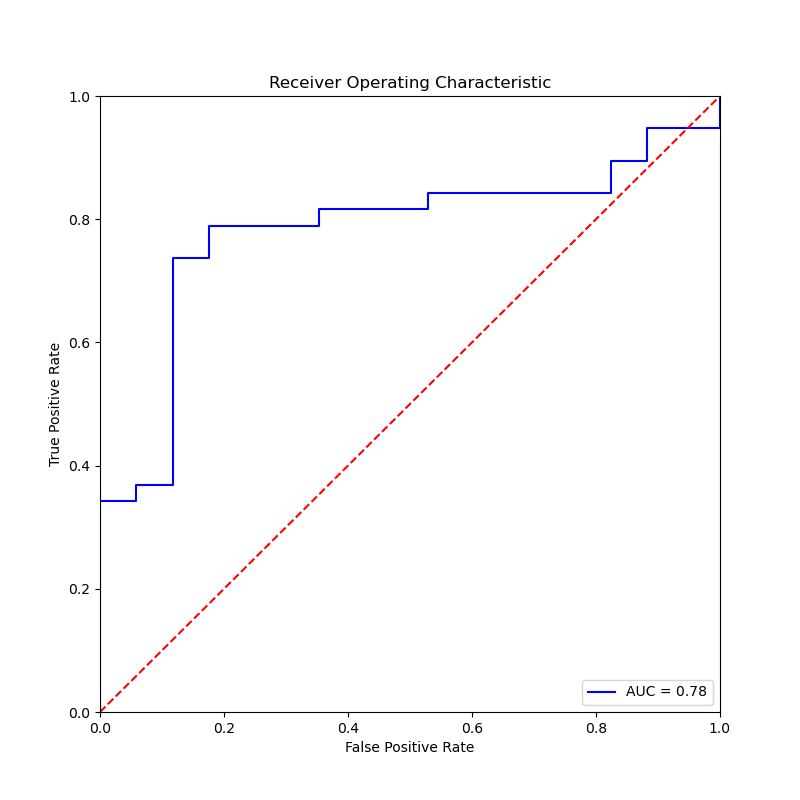 Receiver Operating Characteristic
True Positive Rate
1.0
0.8
0.6
0.4
0.2
0.0
AUC = 0.78
0.0 0.2 0.4 0.6 0.8 1.0
False Positive Rate